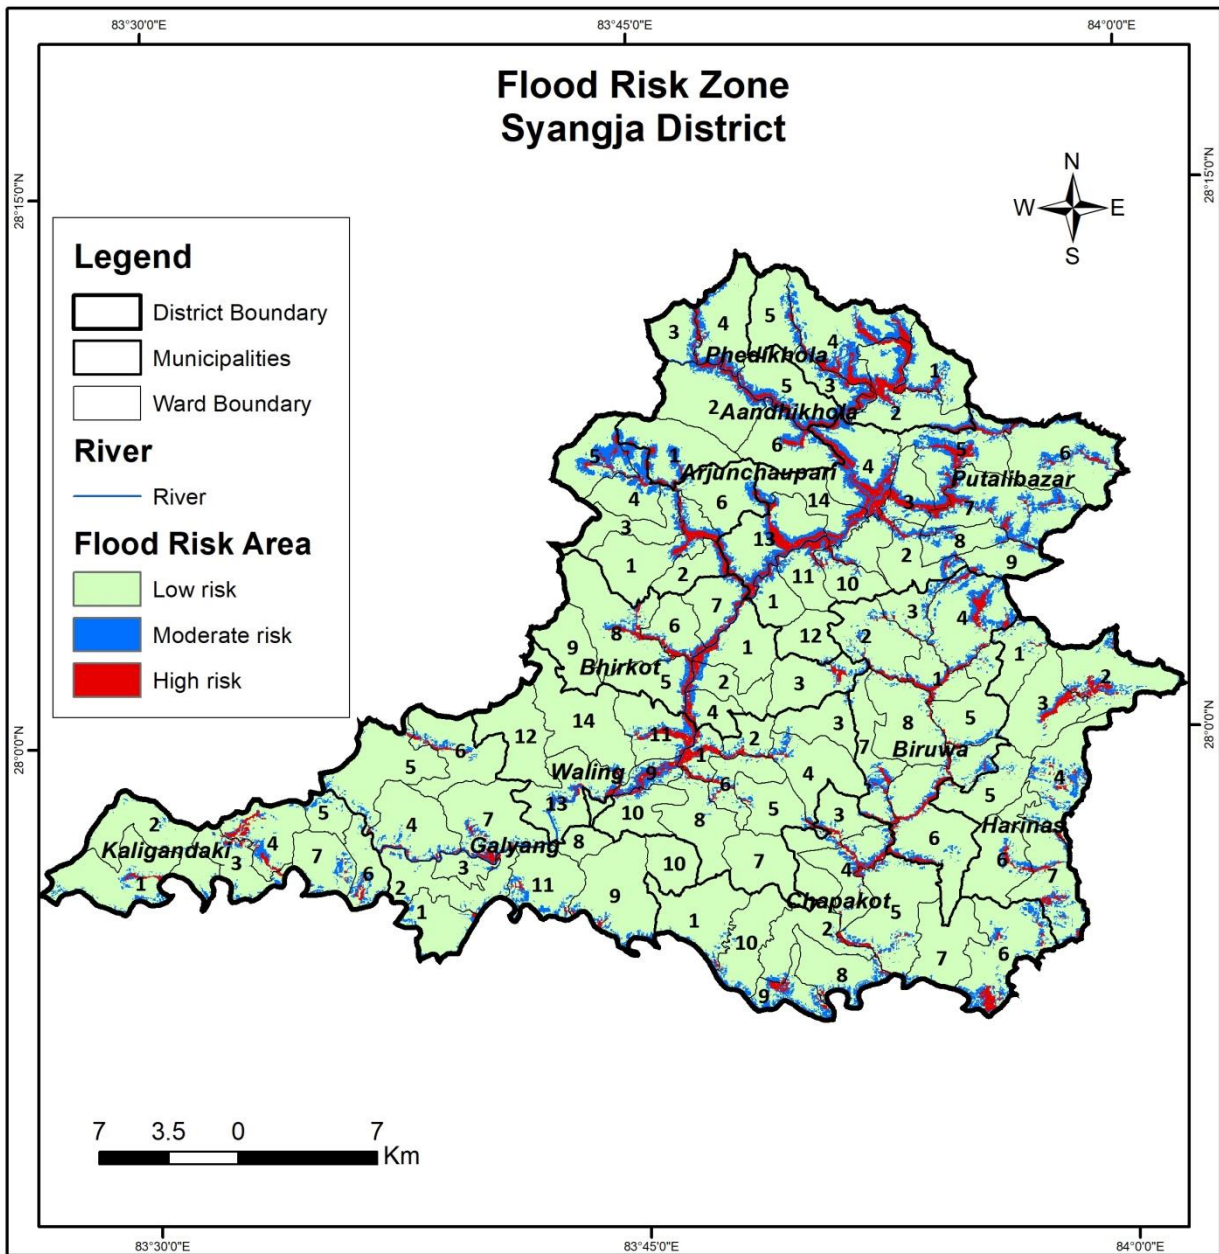 83°30'0"E 83°45'0"E 84°0'0"E
Flood Risk Zone
Syangja District
28°15'0"N
28°15'0"N
N
W E
S
Legend
District Boundary
Municipalities
Ward Boundary
River
River
Flood Risk Area
Low risk
Moderate risk
High risk
3 4 5
4
Phedikhola
1
5 3
2
2
Aandhikhola
6
5 1
Arjunchaupari
4
5
6
Putalibazar
4
6
14
3
7
3
13
2
8
1
2
11
10
9
7
1
3
4
6
8
12
2
1
9
1
Bhirkot
5
2
3
1
2
3
4
3
8
5
14
12
11
2
7
Biruwa
28°0'0"N
28°0'0"N
6
5
1
Waling
9
4
4
6
13
5
5
10
8
3
Harinas
5
2
4
7
8
6
Kaligandaki
4
7
Galyang
10
7
6
3
3
4
7
1
6
2
11
9
Chapakot
1
1
5
2
10
7
6
8
9
7 3.5 0 7
Km
83°30'0"E 83°45'0"E 84°0'0"E